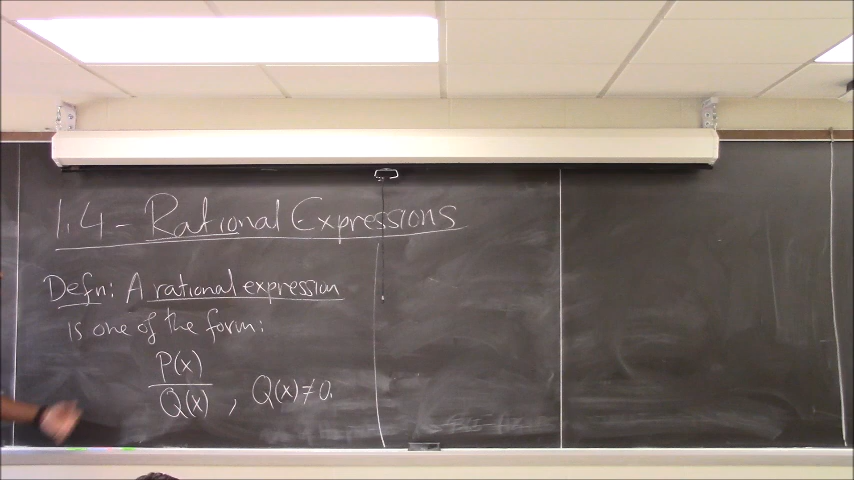 1.4 - Rational Expressions
Defn: A rational expression
is one of the form:
P(x)
Q(x) , Q(x) ≠ 0.